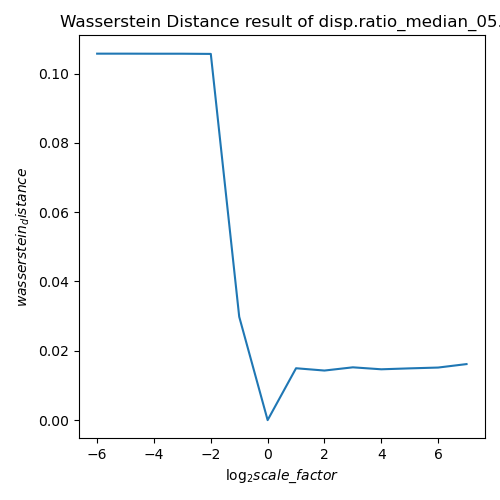 Wasserstein Distance result of disp.ratio_median_05.
0.10
0.08
0.06
0.04
0.02
0.00
wasserstein_distance
−6 −4 −2 0 2 4 6
log₂scale_factor